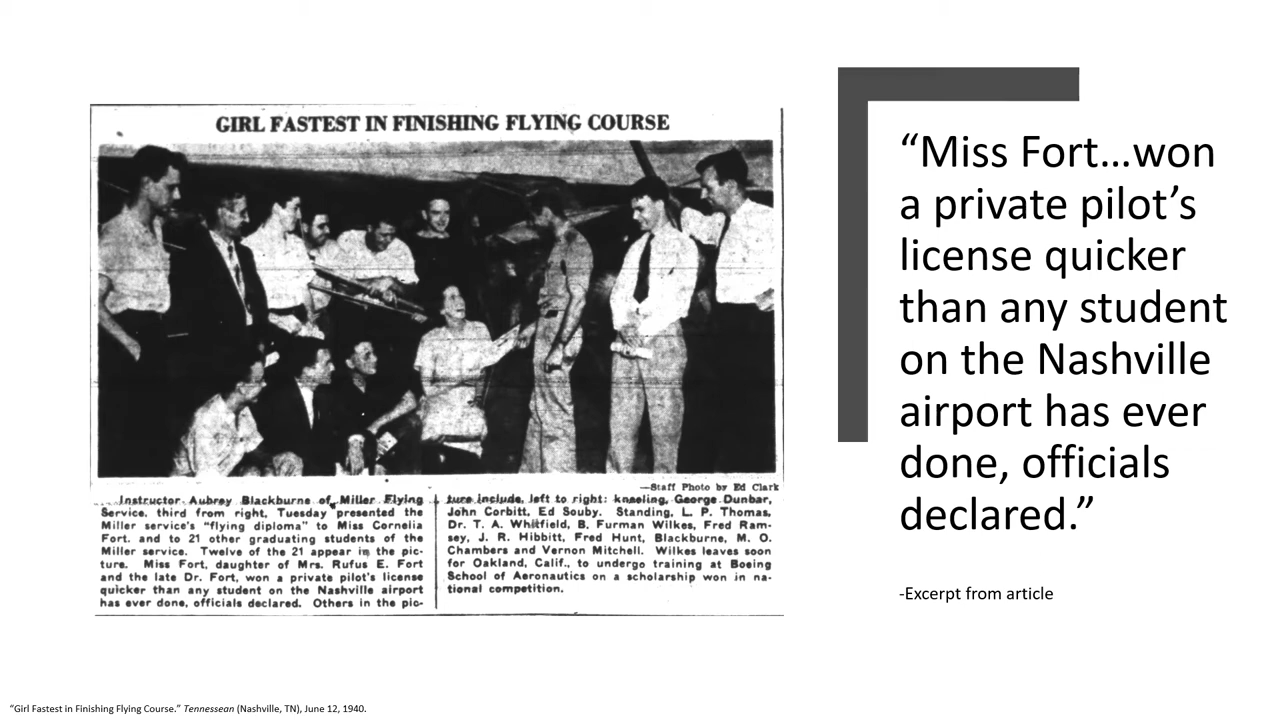 GIRL FASTEST IN FINISHING FLYING COURSE
—Staff Photo by Ed Clark
Instructor Aubrey Blackburne of Miller Flying
Service, third from right, Tuesday presented the
Miller service's "flying diploma" to Miss Cornelia
Fort. and to 21 other graduating students of the
Miller service. Twelve of the 21 appear in the pic-
ture. Miss Fort, daughter of Mrs. Rufus E. Fort
and the late Dr. Fort, won a private pilot's license
quicker than any student on the Nashville airport
has ever done, officials declared. Others in the pic-
ture include, left to right: kneeling, George Dunbar,
John Corbitt, Ed Souby. Standing, L. P. Thomas,
Dr. T. A. Whitfield, B. Furman Wilkes, Fred Ram-
sey, J. R. Hibbitt, Fred Hunt, Blackburne, M. O.
Chambers and Vernon Mitchell. Wilkes leaves soon
for Oakland, Calif., to undergo training at Boeing
School of Aeronautics on a scholarship won in na-
tional competition.
“Miss Fort...won
a private pilot’s
license quicker
than any student
on the Nashville
airport has ever
done, officials
declared.”
-Excerpt from article
“Girl Fastest in Finishing Flying Course.” Tennessean (Nashville, TN), June 12, 1940.